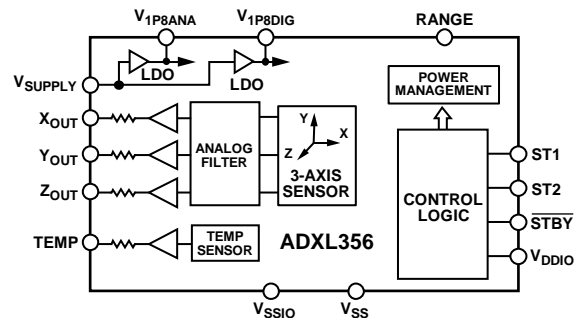 V1P8ANA
V1P8DIG
RANGE
LDO
LDO
VSUPPLY
POWER
MANAGEMENT
XOUT
YOUT
ZOUT
ANALOG
FILTER
Y
X
Z
3-AXIS
SENSOR
CONTROL
LOGIC
ST1
ST2
STBY
VDDIO
TEMP
TEMP
SENSOR
ADXL356
VSSIO
VSS